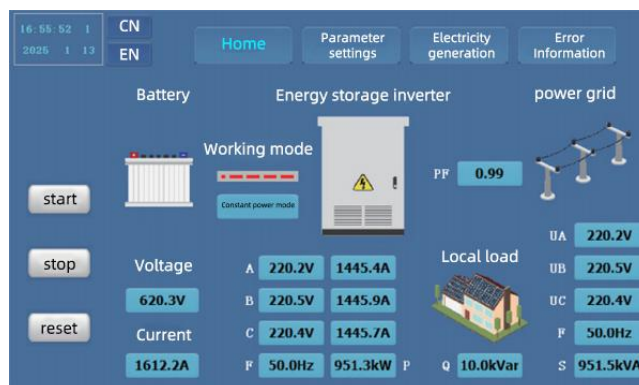 16:55:52 1
2025 1 13
CN
EN
Home
Parameter
settings
Electricity
generation
Error
Information
Battery
Energy storage inverter
power grid
Working mode
Constant power mode
PF 0.99
start
stop
reset
Voltage
620.3V
Current
1612.2A
A 220.2V 1445.4A
B 220.5V 1445.9A
C 220.4V 1445.7A
F 50.0Hz 951.3kW P
Local load
Q 10.0kVar
UA 220.2V
UB 220.5V
UC 220.4V
F 50.0Hz
S 951.5kVA